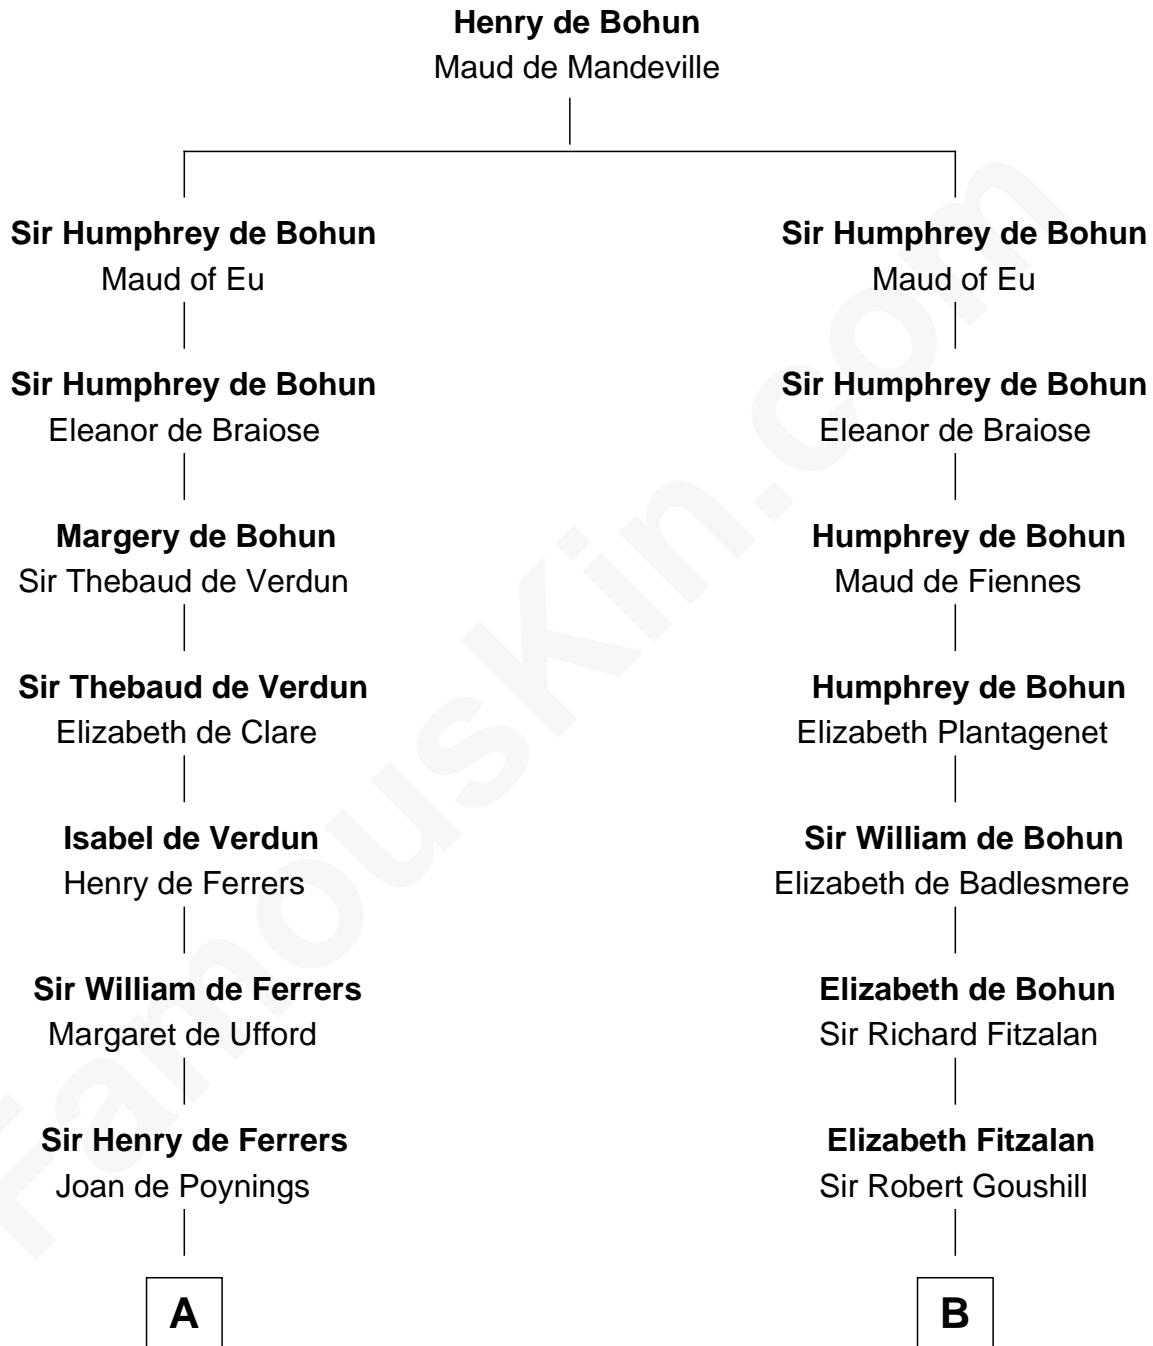 Henry de Bohun
Maud de Mandeville
Sir Humphrey de Bohun
Maud of Eu
Sir Humphrey de Bohun
Maud of Eu
Sir Humphrey de Bohun
Eleanor de Braiose
Sir Humphrey de Bohun
Eleanor de Braiose
Margery de Bohun
Sir Thebaud de Verdun
Humphrey de Bohun
Maud de Fiennes
Sir Thebaud de Verdun
Elizabeth de Clare
Humphrey de Bohun
Elizabeth Plantagenet
Isabel de Verdun
Henry de Ferrers
Sir William de Bohun
Elizabeth de Badlesmere
Sir William de Ferrers
Margaret de Ufford
Elizabeth de Bohun
Sir Richard Fitzalan
Sir Henry de Ferrers
Joan de Poynings
Elizabeth Fitzalan
Sir Robert Goushill
A
B
FamousKin.com